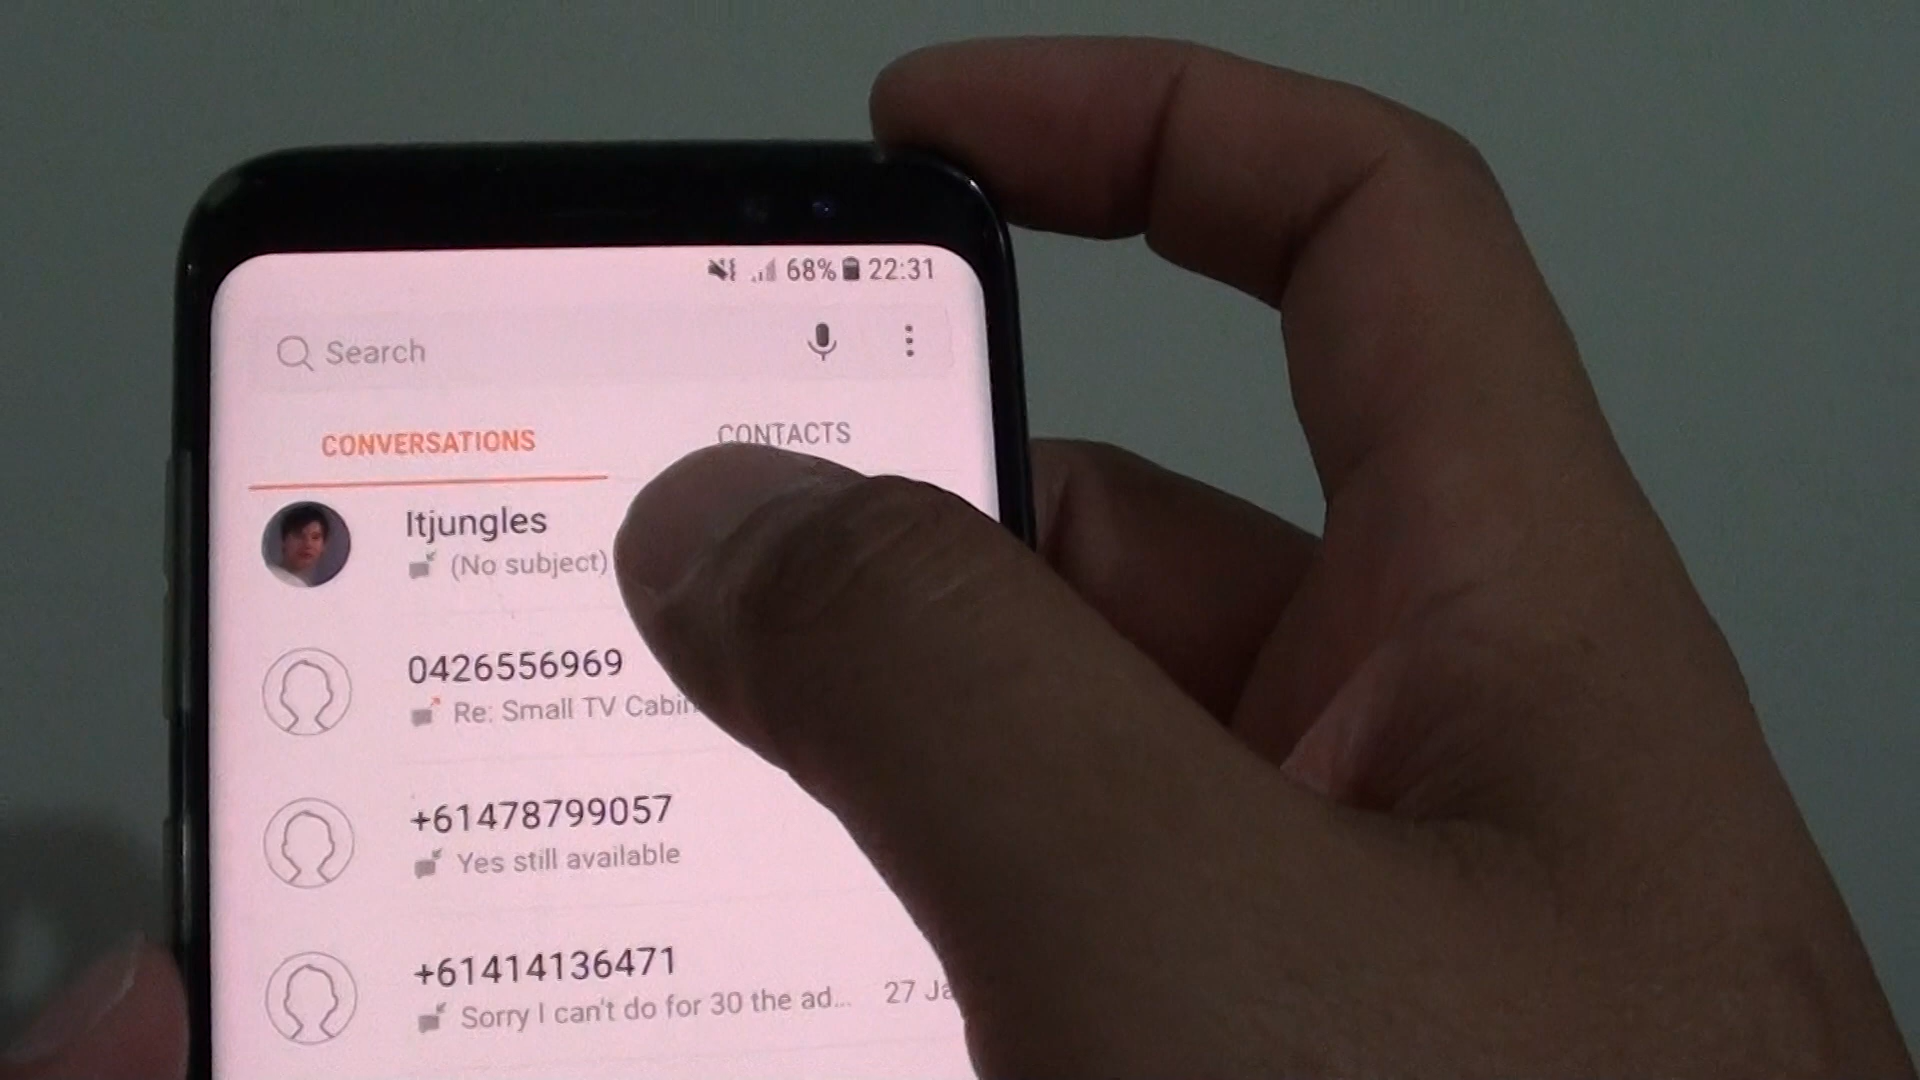 68% 22:31
Search
CONVERSATIONS CONTACTS
Itjungles
(No subject)
0426556969
Re: Small TV Cabin
+61478799057
Yes still available
+61414136471
Sorry I can't do for 30 the ad... 27 Ja